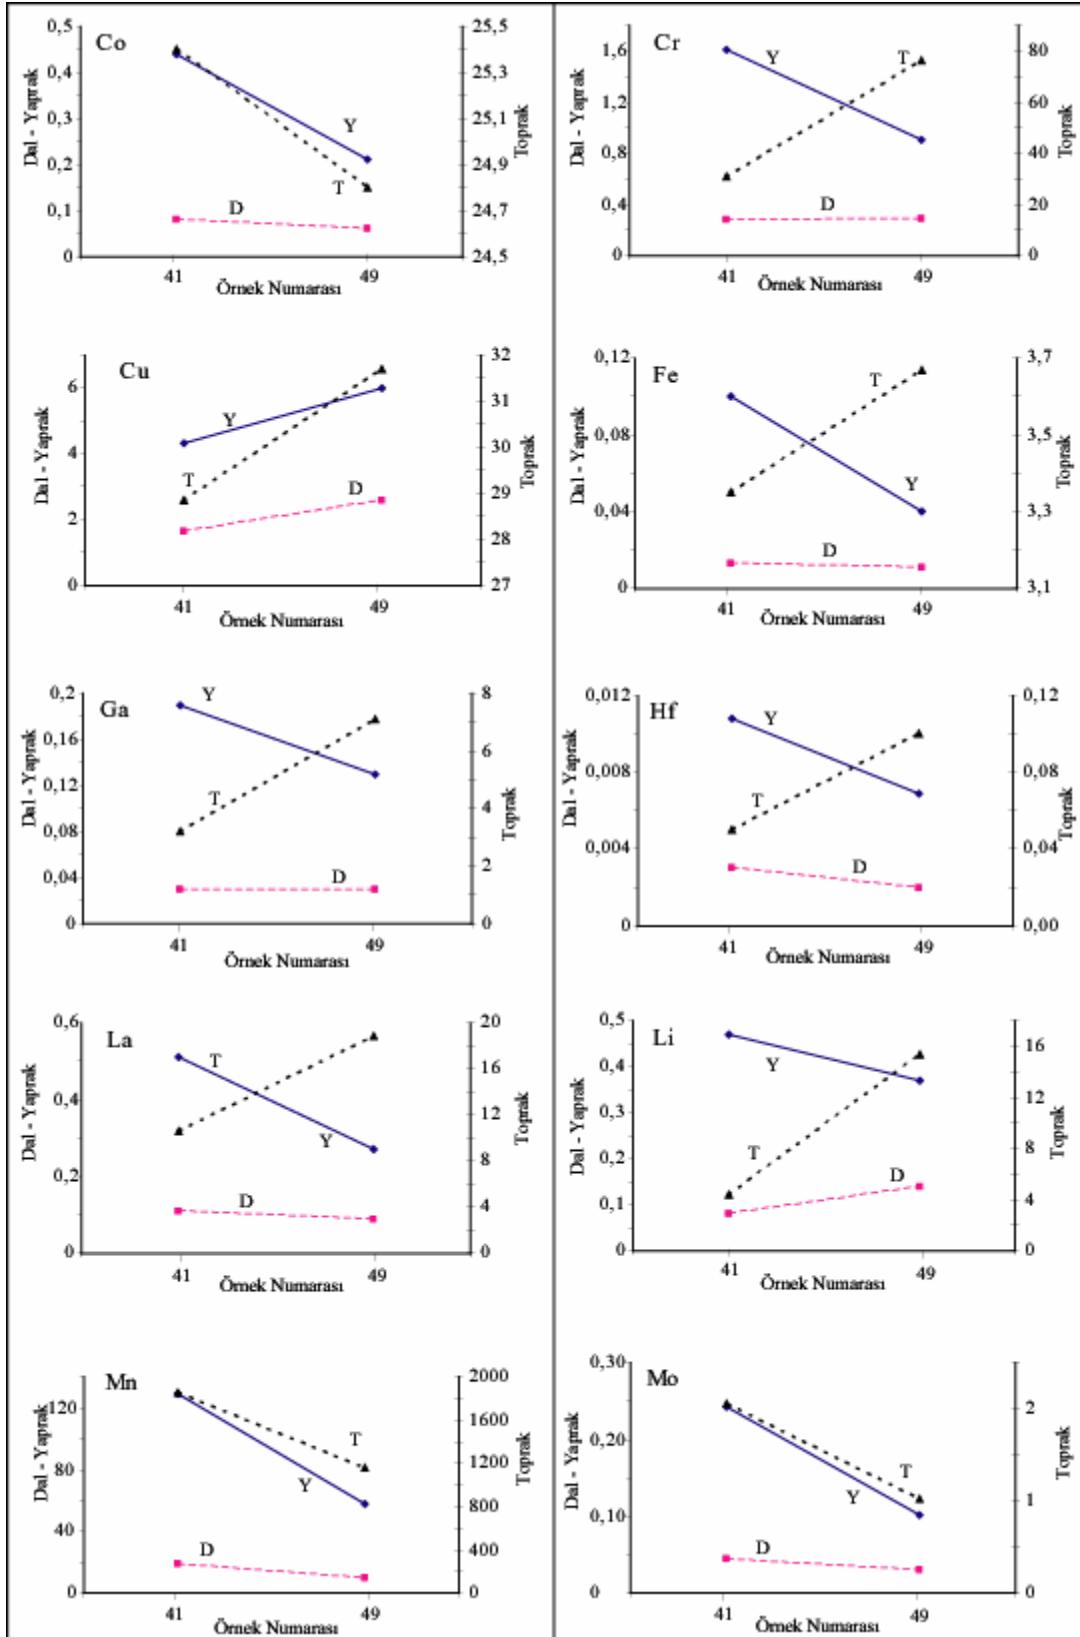 Co
Dal - Yaprak
0,5
0,4
0,3
0,2
0,1
0
25,5
25,3
25,1
24,9
24,7
24,5
Toprak
Y
T
D
41
49
Örnek Numarası
Cr
Dal - Yaprak
1,6
1,2
0,8
0,4
0
80
60
40
20
0
Toprak
Y
T
D
41
49
Örnek Numarası
Cu
Dal - Yaprak
6
4
2
0
32
31
30
29
28
27
Toprak
Y
T
D
41
49
Örnek Numarası
Fe
Dal - Yaprak
0,12
0,08
0,04
0
3,7
3,5
3,3
3,1
Toprak
T
Y
D
41
49
Örnek Numarası
Ga
Dal - Yaprak
0,2
0,16
0,12
0,08
0,04
0
8
6
4
2
0
Toprak
Y
T
D
41
49
Örnek Numarası
Hf
Dal - Yaprak
0,012
0,008
0,004
0
0,12
0,08
0,04
0,00
Toprak
Y
T
D
41
49
Örnek Numarası
La
Dal - Yaprak
0,6
0,4
0,2
0
20
16
12
8
4
0
Toprak
T
Y
D
41
49
Örnek Numarası
Li
Dal - Yaprak
0,5
0,4
0,3
0,2
0,1
0
16
12
8
4
0
Toprak
Y
T
D
41
49
Örnek Numarası
Mn
Dal - Yaprak
120
80
40
0
2000
1600
1200
800
400
0
Toprak
T
Y
D
41
49
Örnek Numarası
Mo
Dal - Yaprak
0,30
0,20
0,10
0
2
1
0
Toprak
T
Y
D
41
49
Örnek Numarası